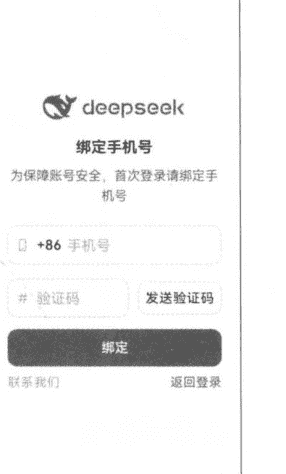 deepseek
绑定手机号
为保障账号安全，首次登录请绑定手
机号
+86 手机号
# 验证码 发送验证码
绑定
联系我们 返回登录